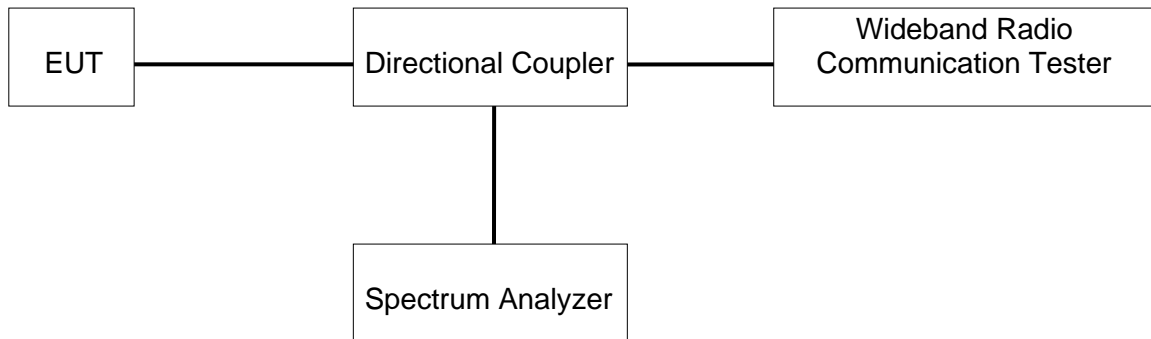 EUT
Directional Coupler
Wideband Radio
Communication Tester
Spectrum Analyzer